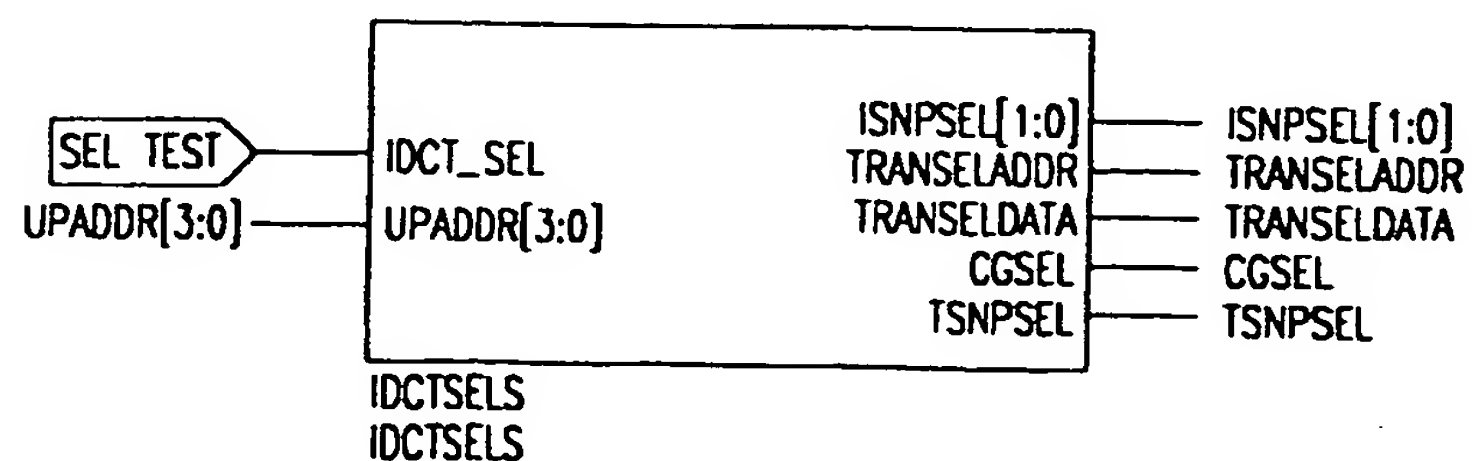 SEL TEST
UPADDR[3:0]
IDCT_SEL
UPADDR[3:0]
ISNPSEL[1:0]
TRANSELADDR
TRANSELDATA
CGSEL
TSNPSEL
ISNPSEL[1:0]
TRANSELADDR
TRANSELDATA
CGSEL
TSNPSEL
IDCTSELS
IDCTSELS